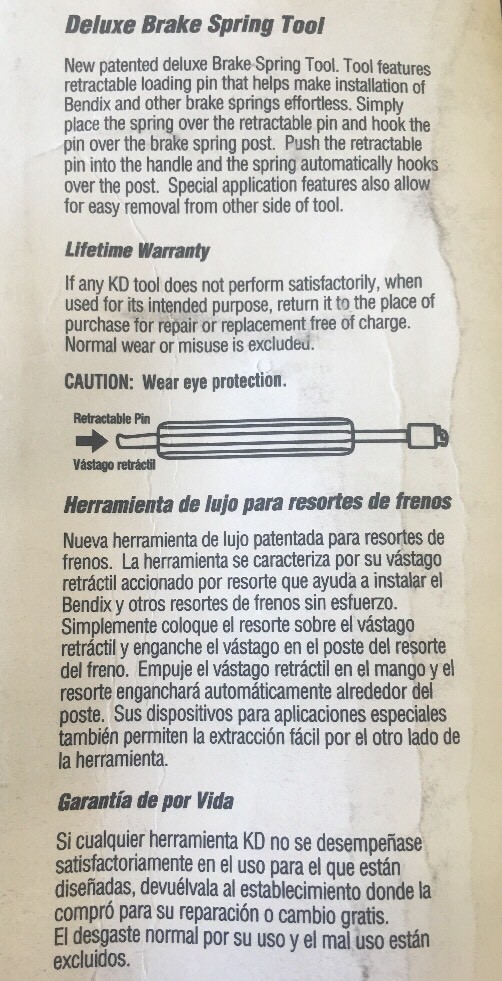 Deluxe Brake Spring Tool
New patented deluxe Brake Spring Tool. Tool features
retractable loading pin that helps make installation of
Bendix and other brake springs effortless. Simply
place the spring over the retractable pin and hook the
pin over the brake spring post. Push the retractable
pin into the handle and the spring automatically hooks
over the post. Special application features also allow
for easy removal from other side of tool.
Lifetime Warranty
If any KD tool does not perform satisfactorily, when
used for its intended purpose, return it to the place of
purchase for repair or replacement free of charge.
Normal wear or misuse is excluded.
CAUTION: Wear eye protection.
Retractable Pin
Vástago retráctil
Herramienta de lujo para resortes de frenos
Nueva herramienta de lujo patentada para resortes de
frenos. La herramienta se caracteriza por su vástago
retráctil accionado por resorte que ayuda a instalar el
Bendix y otros resortes de frenos sin esfuerzo.
Simplemente coloque el resorte sobre el vástago
retráctil y enganche el vástago en el poste del resorte
del freno. Empuje el vástago retráctil en el mango y el
resorte enganchará automáticamente alrededor del
poste. Sus dispositivos para aplicaciones especiales
también permiten la extracción fácil por el otro lado de
la herramienta.
Garantía de por Vida
Si cualquier herramienta KD no se desempeñase
satisfactoriamente en el uso para el que están
diseñadas, devuélvala al establecimiento donde la
compró para su reparación o cambio gratis.
El desgaste normal por su uso y el mal uso están
excluidos.